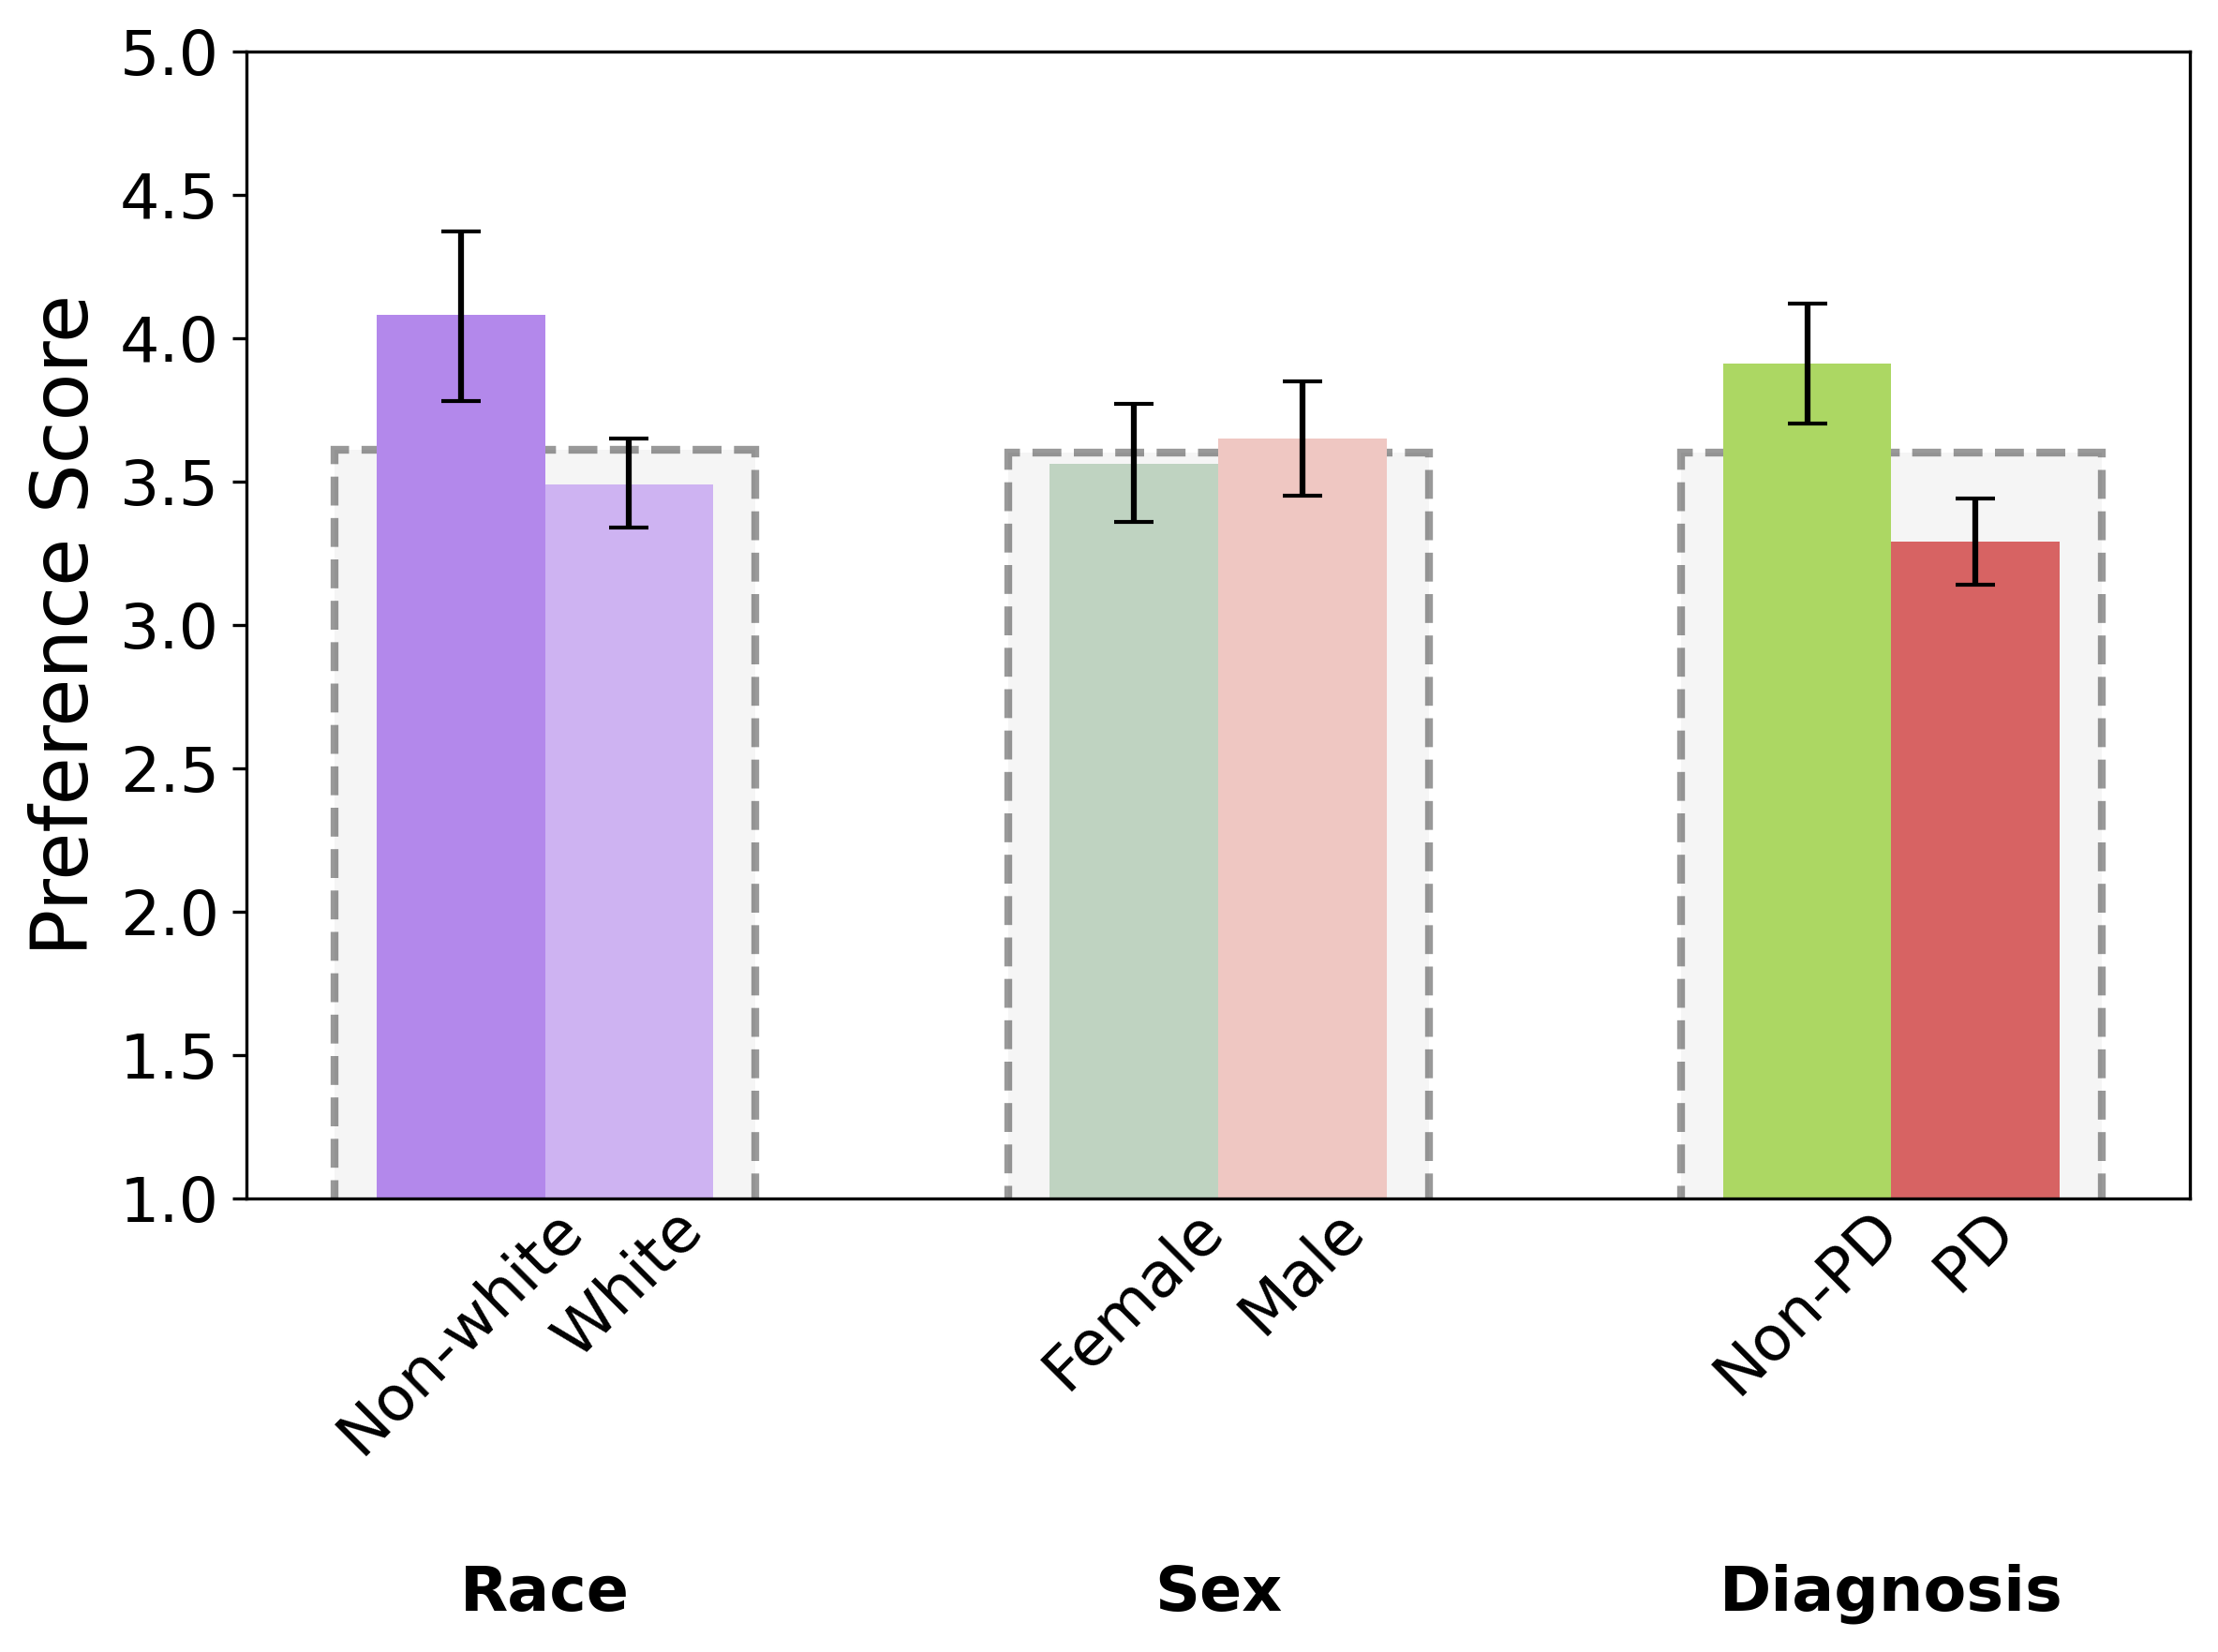 Preference Score
5.0
4.5
4.0
3.5
3.0
2.5
2.0
1.5
1.0
Non-white
White
Female
Male
Non-PD
PD
Race
Sex
Diagnosis